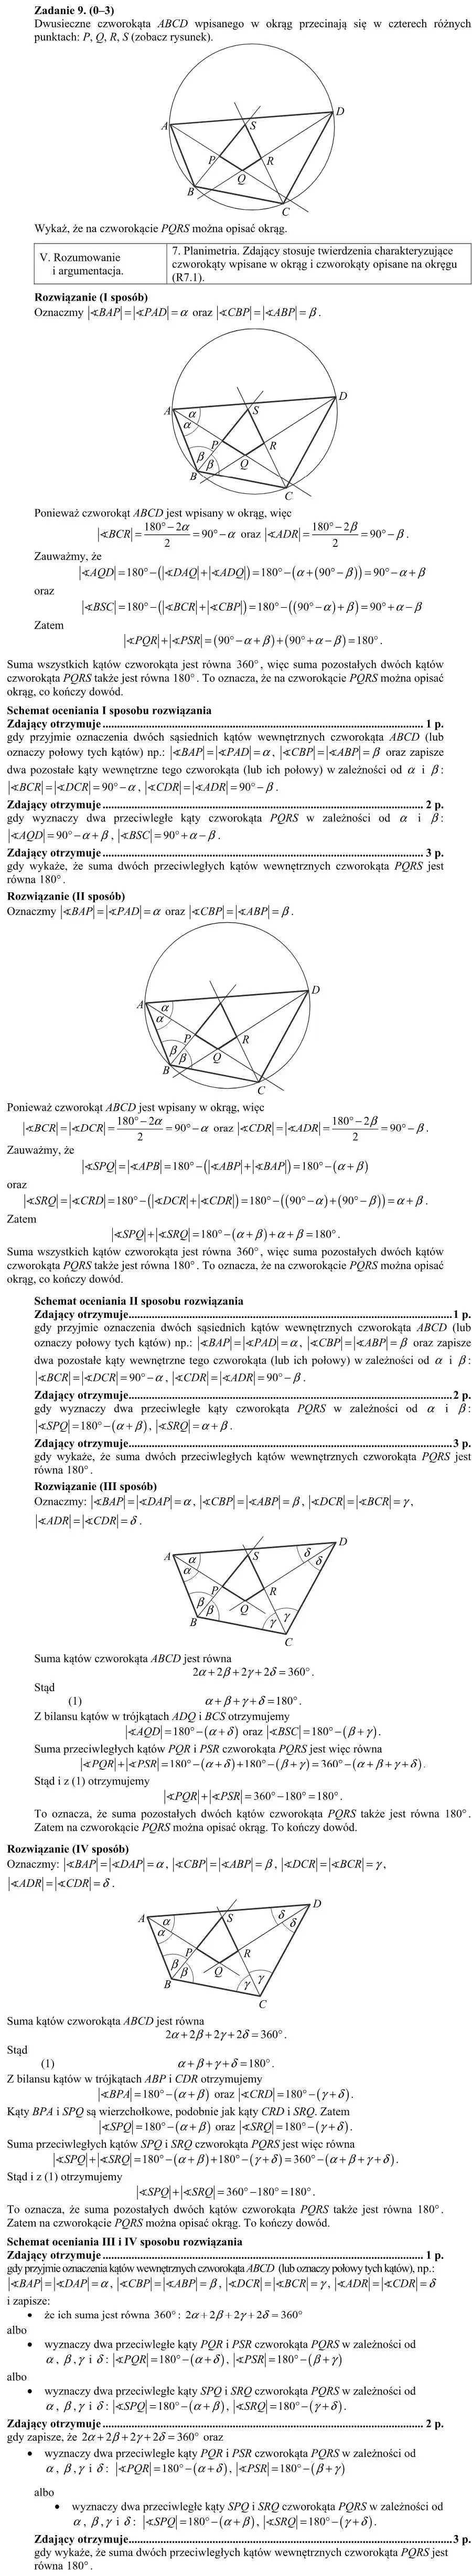 Zadanie 9. (0–3)
Dwusieczne czworokąta ABCD wpisanego w okrąg przecinają się w czterech różnych
punktach: P, Q, R, S (zobacz rysunek).
A
S
D
P
R
Q
B
C
Wykaż, że na czworokącie PQRS można opisać okrąg.
V. Rozumowanie
i argumentacja.
7. Planimetria. Zdający stosuje twierdzenia charakteryzujące
czworokąty wpisane w okrąg i czworokąty opisane na okręgu
(R7.1).
Rozwiązanie (I sposób)
Oznaczmy |∢BAP| = |∢PAD| = α oraz |∢CBP| = |∢ABP| = β.
A
α
α
S
D
P
R
β
β
Q
B
C
Ponieważ czworokąt ABCD jest wpisany w okrąg, więc
|∢BCR| = (180° − 2α)/2 = 90° − α oraz |∢ADR| = (180° − 2β)/2 = 90° − β.
Zauważmy, że
|∢AQD| = 180° − (|∢DAQ| + |∢ADQ|) = 180° − (α + (90° − β)) = 90° − α + β
oraz
|∢BSC| = 180° − (|∢BCR| + |∢CBP|) = 180° − ((90° − α) + β) = 90° + α − β
Zatem
|∢PQR| + |∢PSR| = (90° − α + β) + (90° + α − β) = 180°.
Suma wszystkich kątów czworokąta jest równa 360°, więc suma pozostałych dwóch kątów
czworokąta PQRS także jest równa 180°. To oznacza, że na czworokącie PQRS można opisać
okrąg, co kończy dowód.
Schemat oceniania I sposobu rozwiązania
Zdający otrzymuje ........ 1 p.
gdy przyjmie oznaczenia dwóch sąsiednich kątów wewnętrznych czworokąta ABCD (lub
oznaczy połowy tych kątów) np.: |∢BAP| = |∢PAD| = α, |∢CBP| = |∢ABP| = β oraz zapisze
dwa pozostałe kąty wewnętrzne tego czworokąta (lub ich połowy) w zależności od α i β:
|∢BCR| = |∢DCR| = 90° − α, |∢CDR| = |∢ADR| = 90° − β.
Zdający otrzymuje ........ 2 p.
gdy wyznaczy dwa przeciwległe kąty czworokąta PQRS w zależności od α i β:
|∢AQD| = 90° − α + β, |∢BSC| = 90° + α − β.
Zdający otrzymuje ........ 3 p.
gdy wykaże, że suma dwóch przeciwległych kątów wewnętrznych czworokąta PQRS jest
równa 180°.
Rozwiązanie (II sposób)
Oznaczmy |∢BAP| = |∢PAD| = α oraz |∢CBP| = |∢ABP| = β.
A
α
α
D
P
R
β
β
Q
B
C
Ponieważ czworokąt ABCD jest wpisany w okrąg, więc
|∢BCR| = |∢DCR| = (180° − 2α)/2 = 90° − α oraz |∢CDR| = |∢ADR| = (180° − 2β)/2 = 90° − β.
Zauważmy, że
|∢SPQ| = |∢APB| = 180° − (|∢ABP| + |∢BAP|) = 180° − (α + β)
oraz
|∢SRQ| = |∢CRD| = 180° − (|∢DCR| + |∢CDR|) = 180° − ((90° − α) + (90° − β)) = α + β.
Zatem
|∢SPQ| + |∢SRQ| = 180° − (α + β) + α + β = 180°.
Suma wszystkich kątów czworokąta jest równa 360°, więc suma pozostałych dwóch kątów
czworokąta PQRS także jest równa 180°. To oznacza, że na czworokącie PQRS można opisać
okrąg, co kończy dowód.
Schemat oceniania II sposobu rozwiązania
Zdający otrzymuje ........ 1 p.
gdy przyjmie oznaczenia dwóch sąsiednich kątów wewnętrznych czworokąta ABCD (lub
oznaczy połowy tych kątów) np.: |∢BAP| = |∢PAD| = α, |∢CBP| = |∢ABP| = β oraz zapisze
dwa pozostałe kąty wewnętrzne tego czworokąta (lub ich połowy) w zależności od α i β:
|∢BCR| = |∢DCR| = 90° − α, |∢CDR| = |∢ADR| = 90° − β.
Zdający otrzymuje ........ 2 p.
gdy wyznaczy dwa przeciwległe kąty czworokąta PQRS w zależności od α i β:
|∢SPQ| = 180° − (α + β), |∢SRQ| = α + β.
Zdający otrzymuje ........ 3 p.
gdy wykaże, że suma dwóch przeciwległych kątów wewnętrznych czworokąta PQRS jest
równa 180°.
Rozwiązanie (III sposób)
Oznaczmy: |∢BAP| = |∢DAP| = α, |∢CBP| = |∢ABP| = β, |∢DCR| = |∢BCR| = γ,
|∢ADR| = |∢CDR| = δ.
A
α
α
S
δ
δ
D
P
R
β
β
Q
γ
γ
B
C
Suma kątów czworokąta ABCD jest równa
2α + 2β + 2γ + 2δ = 360°.
Stąd
(1) α + β + γ + δ = 180°.
Z bilansu kątów w trójkątach ADQ i BCS otrzymujemy
|∢AQD| = 180° − (α + δ) oraz |∢BSC| = 180° − (β + γ).
Suma przeciwległych kątów PQR i PSR czworokąta PQRS jest więc równa
|∢PQR| + |∢PSR| = 180° − (α + δ) + 180° − (β + γ) = 360° − (α + β + γ + δ).
Stąd i z (1) otrzymujemy
|∢PQR| + |∢PSR| = 360° − 180° = 180°.
To oznacza, że suma pozostałych dwóch kątów czworokąta PQRS także jest równa 180°.
Zatem na czworokącie PQRS można opisać okrąg. To kończy dowód.
Rozwiązanie (IV sposób)
Oznaczmy: |∢BAP| = |∢DAP| = α, |∢CBP| = |∢ABP| = β, |∢DCR| = |∢BCR| = γ,
|∢ADR| = |∢CDR| = δ.
A
α
α
S
δ
δ
D
P
R
β
β
Q
γ
γ
B
C
Suma kątów czworokąta ABCD jest równa
2α + 2β + 2γ + 2δ = 360°.
Stąd
(1) α + β + γ + δ = 180°.
Z bilansu kątów w trójkątach ABP i CDR otrzymujemy
|∢BPA| = 180° − (α + β) oraz |∢CRD| = 180° − (γ + δ).
Kąty BPA i SPQ są wierzchołkowe, podobnie jak kąty CRD i SRQ. Zatem
|∢SPQ| = 180° − (α + β) oraz |∢SRQ| = 180° − (γ + δ).
Suma przeciwległych kątów SPQ i SRQ czworokąta PQRS jest więc równa
|∢SPQ| + |∢SRQ| = 180° − (α + β) + 180° − (γ + δ) = 360° − (α + β + γ + δ).
Stąd i z (1) otrzymujemy
|∢SPQ| + |∢SRQ| = 360° − 180° = 180°.
To oznacza, że suma pozostałych dwóch kątów czworokąta PQRS także jest równa 180°.
Zatem na czworokącie PQRS można opisać okrąg. To kończy dowód.
Schemat oceniania III i IV sposobu rozwiązania
Zdający otrzymuje ........ 1 p.
gdy przyjmie oznaczenia kątów wewnętrznych czworokąta ABCD (lub oznaczy połowy tych kątów), np.:
|∢BAP| = |∢DAP| = α, |∢CBP| = |∢ABP| = β, |∢DCR| = |∢BCR| = γ, |∢ADR| = |∢CDR| = δ
i zapisze:
• że ich suma jest równa 360°: 2α + 2β + 2γ + 2δ = 360°
albo
• wyznaczy dwa przeciwległe kąty PQR i PSR czworokąta PQRS w zależności od
α, β, γ i δ: |∢PQR| = 180° − (α + δ), |∢PSR| = 180° − (β + γ)
albo
• wyznaczy dwa przeciwległe kąty SPQ i SRQ czworokąta PQRS w zależności od
α, β, γ i δ: |∢SPQ| = 180° − (α + β), |∢SRQ| = 180° − (γ + δ).
Zdający otrzymuje ........ 2 p.
gdy zapisze, że 2α + 2β + 2γ + 2δ = 360° oraz
• wyznaczy dwa przeciwległe kąty PQR i PSR czworokąta PQRS w zależności od
α, β, γ i δ: |∢PQR| = 180° − (α + δ), |∢PSR| = 180° − (β + γ)
albo
• wyznaczy dwa przeciwległe kąty SPQ i SRQ czworokąta PQRS w zależności od
α, β, γ i δ: |∢SPQ| = 180° − (α + β), |∢SRQ| = 180° − (γ + δ).
Zdający otrzymuje ........ 3 p.
gdy wykaże, że suma dwóch przeciwległych kątów wewnętrznych czworokąta PQRS jest
równa 180°.